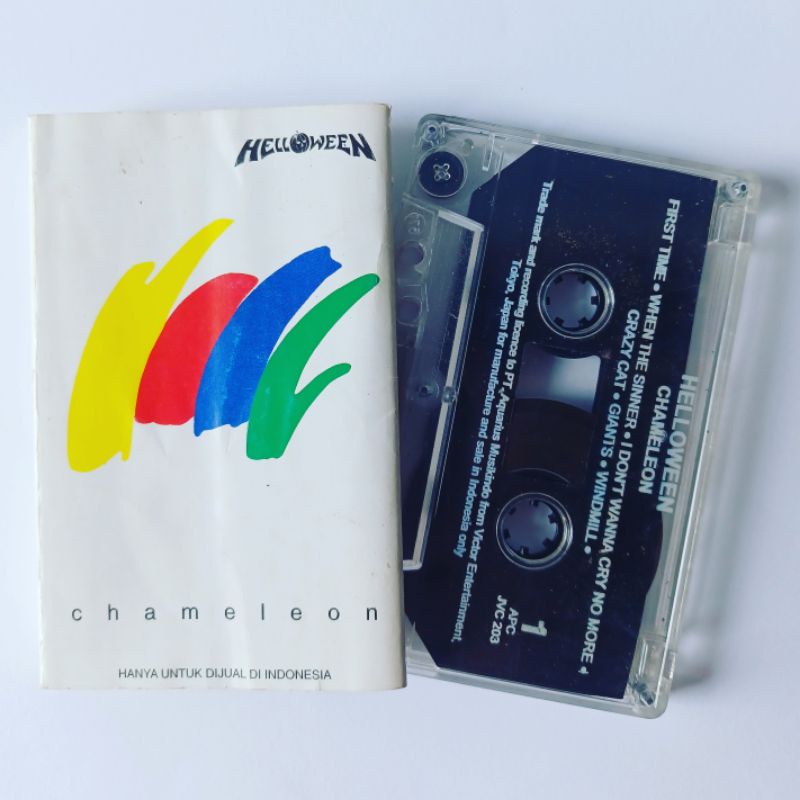 HELLOWEEN
chameleon
HANYA UNTUK DIJUAL DI INDONESIA
HELLOWEEN
CHAMELEON
FIRST TIME • WHEN THE SINNER • I DON'T WANNA CRY NO MORE •
CRAZY CAT • GIANTS • WINDMILL •
Trade mark and recording licence to PT. Aquarius Musikindo from Victor Entertainment,
Tokyo, Japan for manufacture and sale in Indonesia only
1
APC
JVC 203